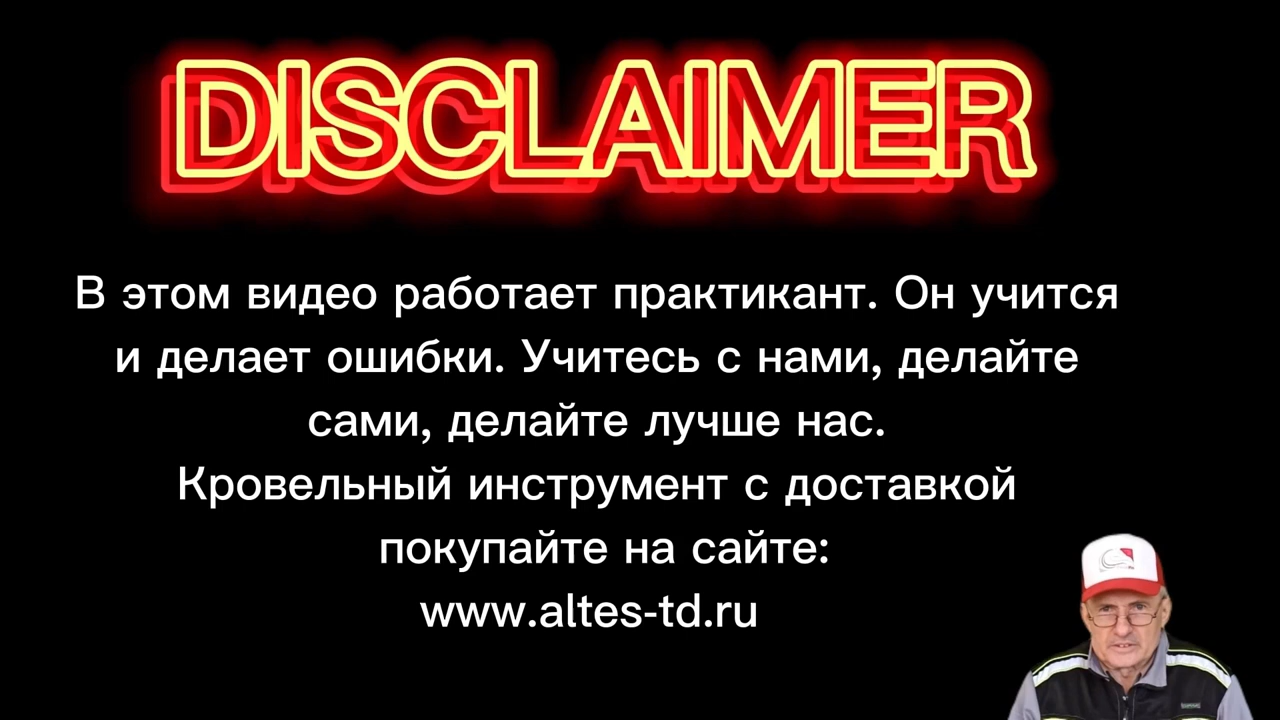 DISCLAIMER
В этом видео работает практикант. Он учится
и делает ошибки. Учитесь с нами, делайте
сами, делайте лучше нас.
Кровельный инструмент с доставкой
покупайте на сайте:
www.altes-td.ru